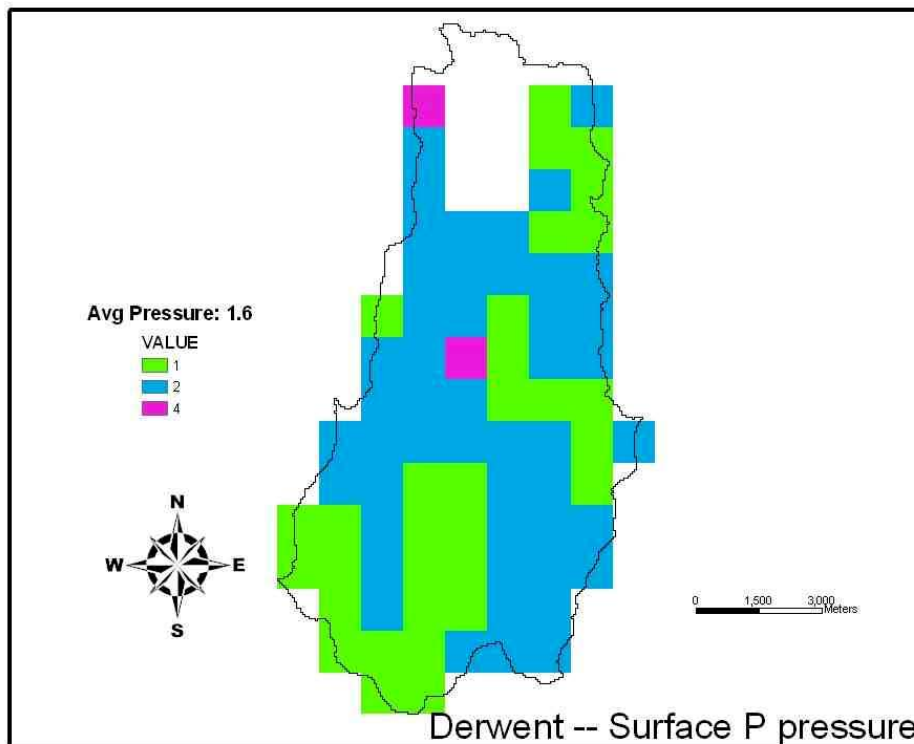 Avg Pressure: 1.6
VALUE
1
2
4
N
W E
S
0 1,500 3,000
Meters
Derwent -- Surface P pressure